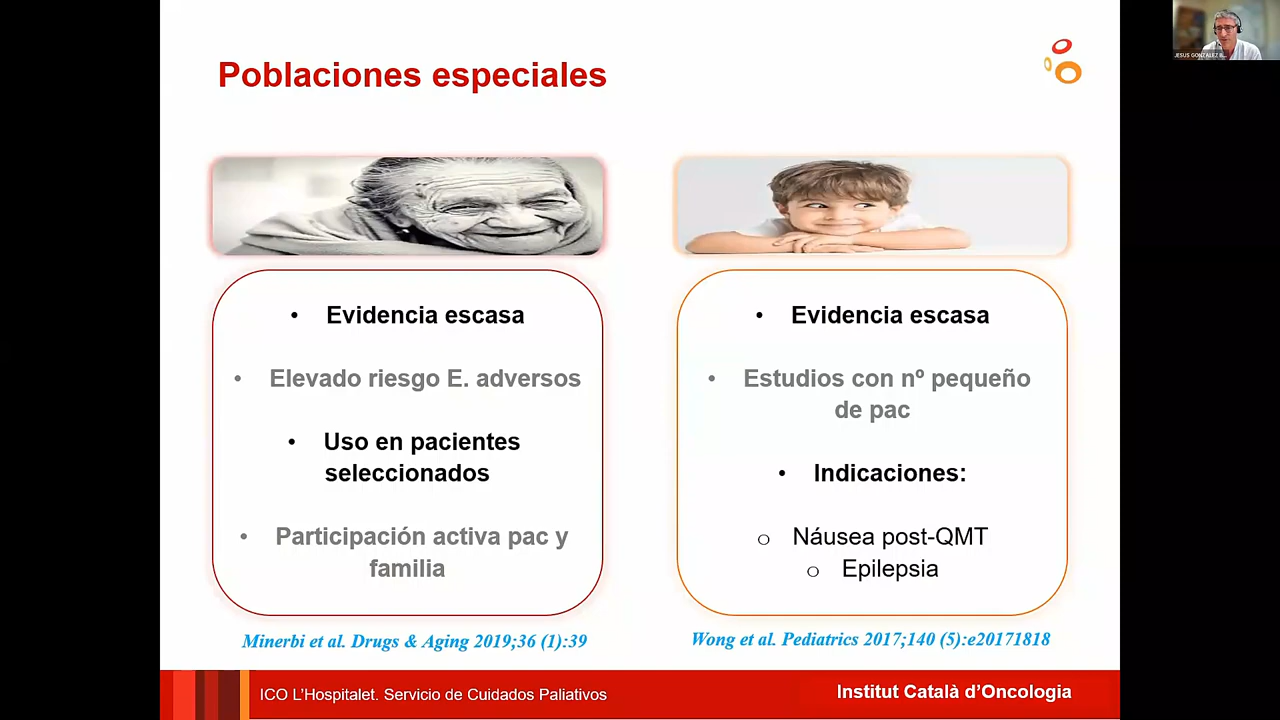 JESUS GONZALEZ B...
Poblaciones especiales
• Evidencia escasa
• Elevado riesgo E. adversos
• Uso en pacientes
seleccionados
• Participación activa pac y
familia
Minerbi et al. Drugs & Aging 2019;36 (1):39
• Evidencia escasa
• Estudios con nº pequeño
de pac
• Indicaciones:
o Náusea post-QMT
o Epilepsia
Wong et al. Pediatrics 2017;140 (5):e20171818
ICO L’Hospitalet. Servicio de Cuidados Paliativos
Institut Català d’Oncologia